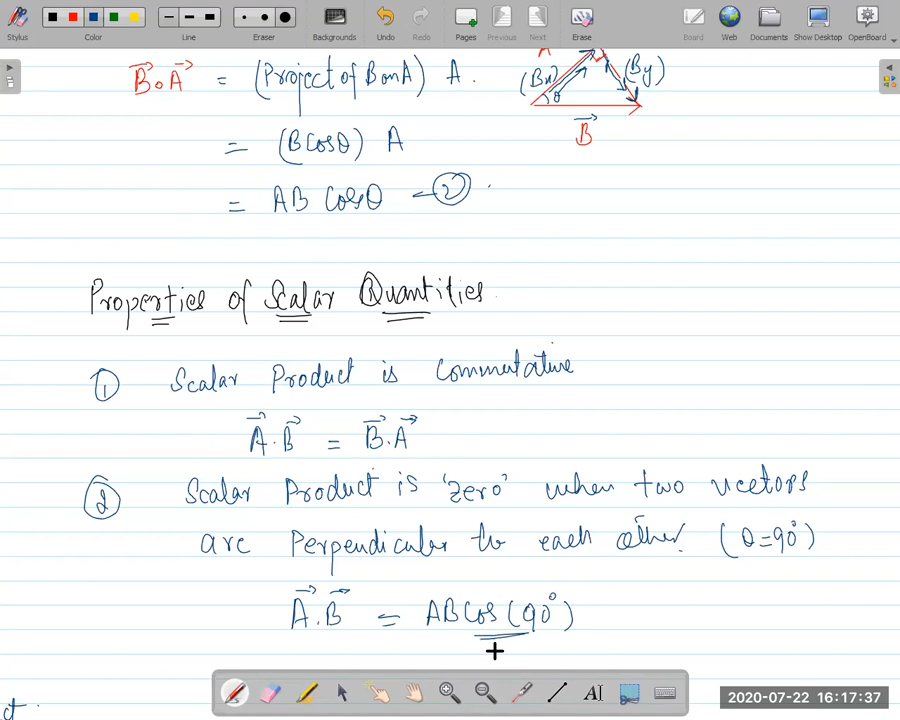 Stylus Color Line Eraser Backgrounds Undo Redo Pages Previous Next Erase Board Web Documents Show Desktop OpenBoard
B⃗ . A⃗ = (Project of B on A) A.
A (Bx) θ (By)
B⃗
= (B Cosθ) A
= AB Cosθ - (2)
Properties of Scalar Quantities
(1) Scalar Product is Commutative
A⃗ . B⃗ = B⃗ . A⃗
(2) Scalar Product is 'zero' when two vectors
are Perpendicular to each other. (θ=90°)
A⃗ . B⃗ = AB Cos (90°)
2020-07-22 16:17:37